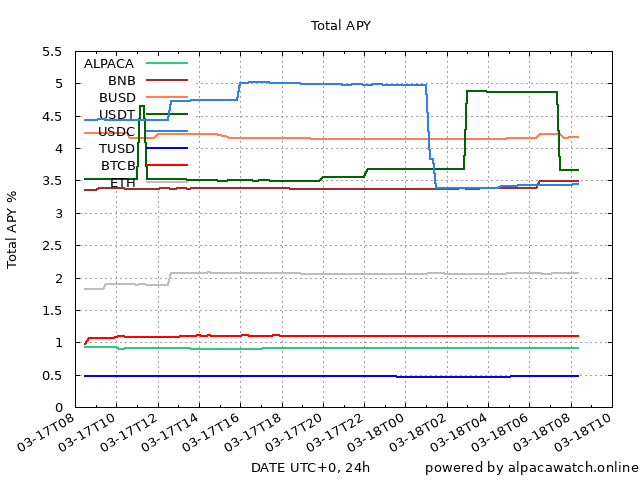 Total APY
Total APY %
5.5
5
4.5
4
3.5
3
2.5
2
1.5
1
0.5
0
ALPACA
BNB
BUSD
USDT
USDC
TUSD
BTCB
ETH
03-17T08
03-17T10
03-17T12
03-17T14
03-17T16
03-17T18
03-17T20
03-17T22
03-18T00
03-18T02
03-18T04
03-18T06
03-18T08
03-18T10
DATE UTC+0, 24h
powered by alpacawatch.online